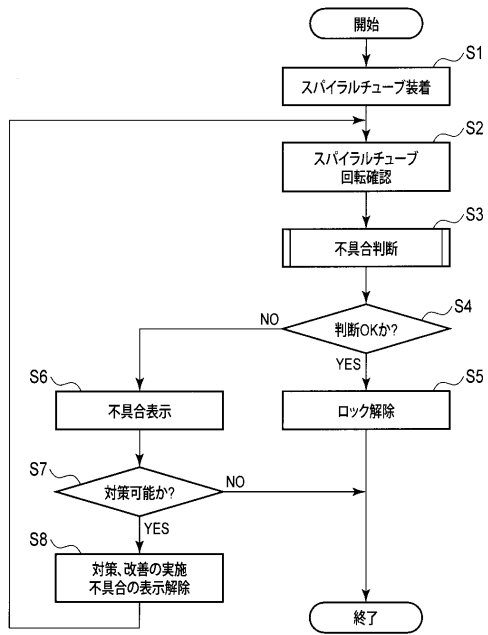 開始
S1
スパイラルチューブ装着
S2
スパイラルチューブ
回転確認
S3
不具合判断
S4
判断OKか?
NO
YES
S5
ロック解除
S6
不具合表示
S7
対策可能か?
NO
YES
S8
対策、改善の実施
不具合の表示解除
終了